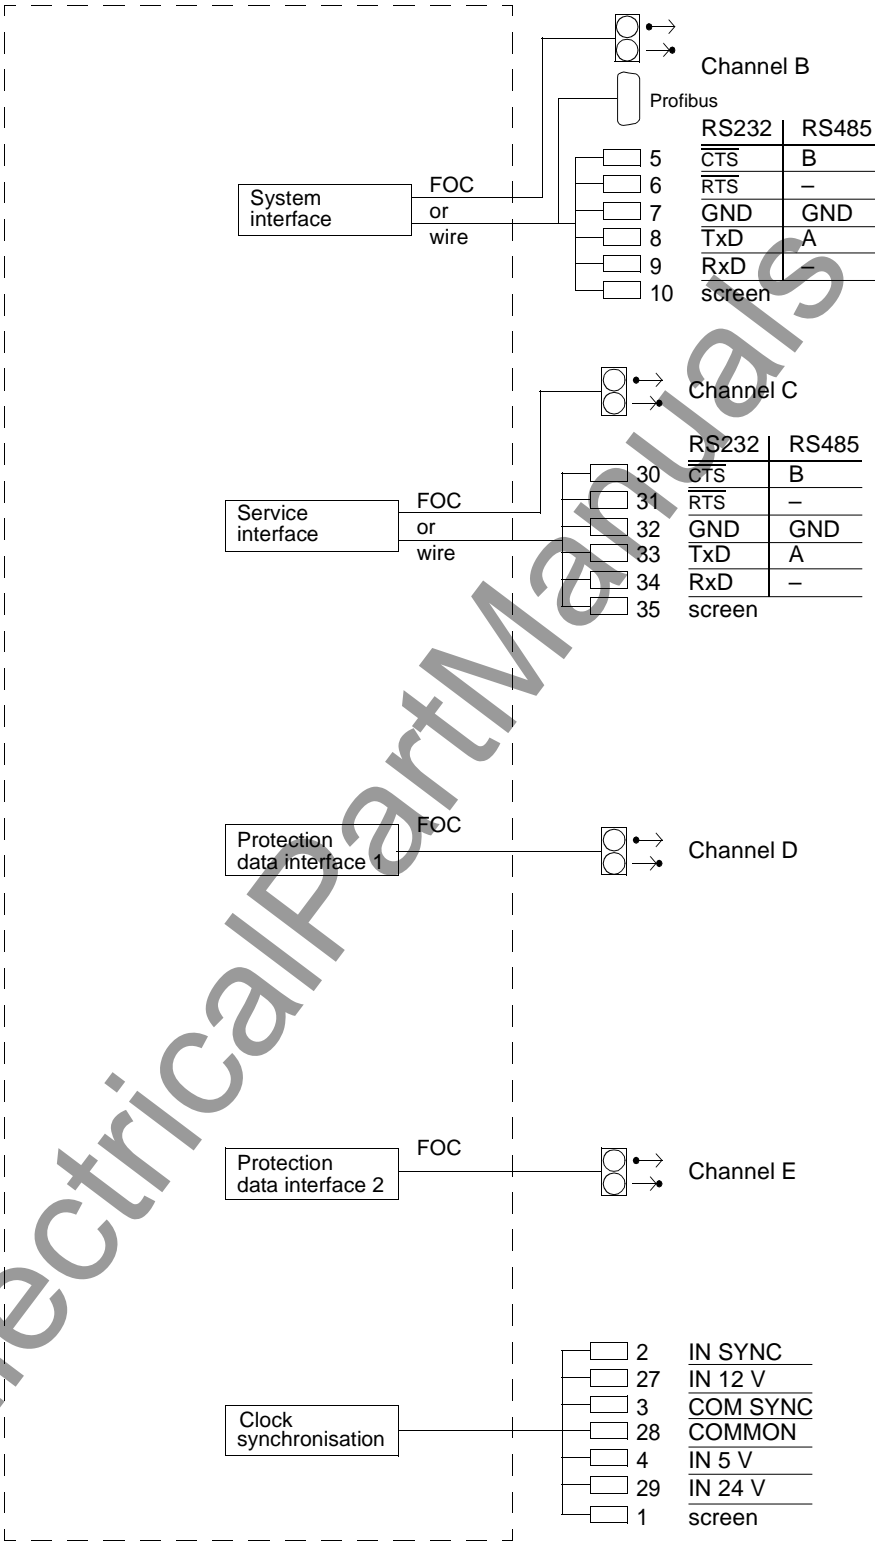 Channel B
Profibus
RS232 RS485
5 CTS B
6 RTS –
7 GND GND
8 TxD A
9 RxD –
10 screen
System
interface
FOC
or
wire
Channel C
RS232 RS485
30 CTS B
31 RTS –
32 GND GND
33 TxD A
34 RxD –
35 screen
Service
interface
FOC
or
wire
Protection
data interface 1
FOC
Channel D
Protection
data interface 2
FOC
Channel E
Clock
synchronisation
2 IN SYNC
27 IN 12 V
3 COM SYNC
28 COMMON
4 IN 5 V
29 IN 24 V
1 screen
ectricalPartManuals